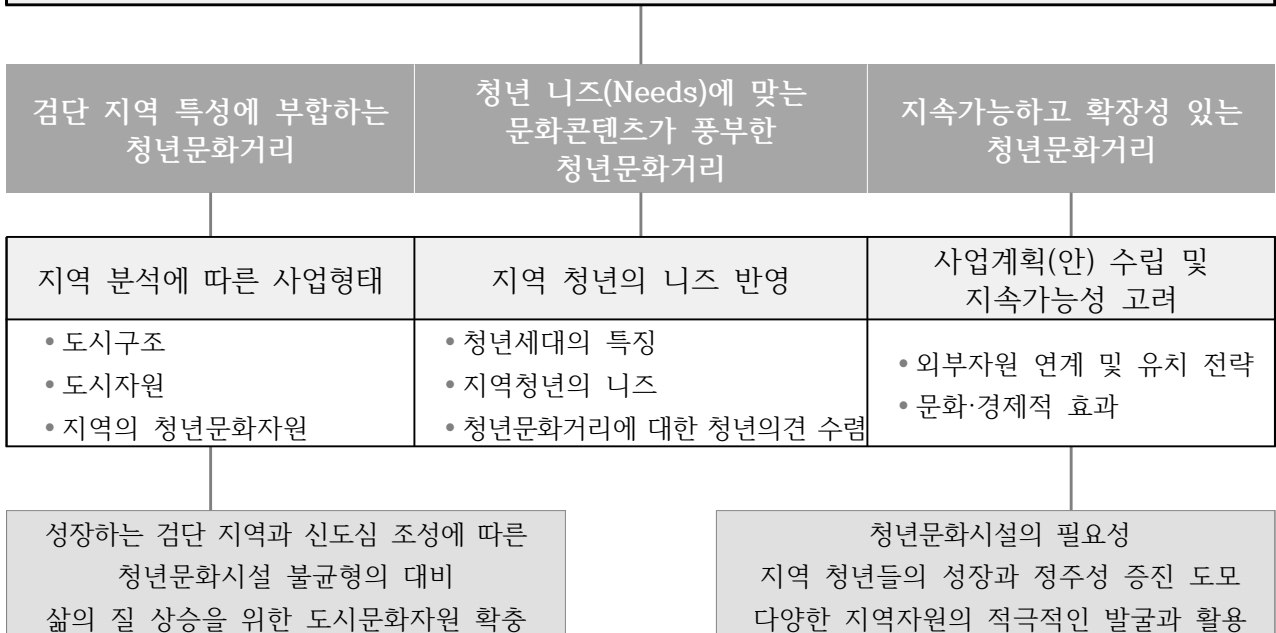 검단 지역 특성에 부합하는
청년문화거리
청년 니즈(Needs)에 맞는
문화콘텐츠가 풍부한
청년문화거리
지속가능하고 확장성 있는
청년문화거리
지역 분석에 따른 사업형태
지역 청년의 니즈 반영
사업계획(안) 수립 및
지속가능성 고려
• 도시구조
• 도시자원
• 지역의 청년문화자원
• 청년세대의 특징
• 지역청년의 니즈
• 청년문화거리에 대한 청년의견 수렴
• 외부자원 연계 및 유치 전략
• 문화·경제적 효과
성장하는 검단 지역과 신도심 조성에 따른
청년문화시설 불균형의 대비
삶의 질 상승을 위한 도시문화자원 확충
청년문화시설의 필요성
지역 청년들의 성장과 정주성 증진 도모
다양한 지역자원의 적극적인 발굴과 활용